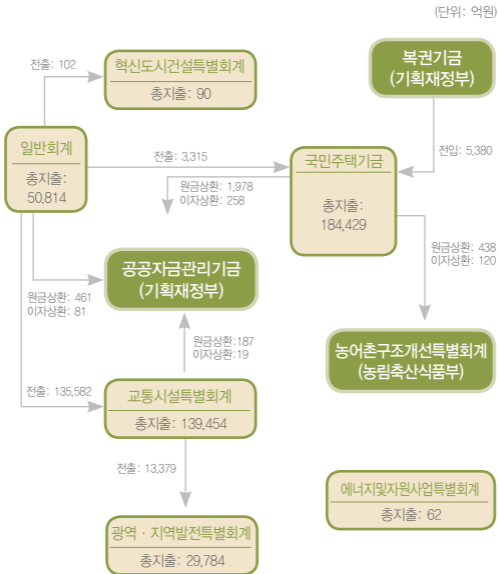 (단위: 억원)
전출: 102
혁신도시건설특별회계
총지출: 90
복권기금
(기획재정부)
일반회계
총지출:
50,814
전출: 3,315
국민주택기금
총지출:
184,429
전입: 5,380
원금상환: 1,978
이자상환: 258
원금상환: 438
이자상환: 120
공공자금관리기금
(기획재정부)
원금상환: 461
이자상환: 81
원금상환:187
이자상환:19
농어촌구조개선특별회계
(농림축산식품부)
전출: 135,582
교통시설특별회계
총지출: 139,454
전출: 13,379
에너지및자원사업특별회계
총지출: 62
광역·지역발전특별회계
총지출: 29,784